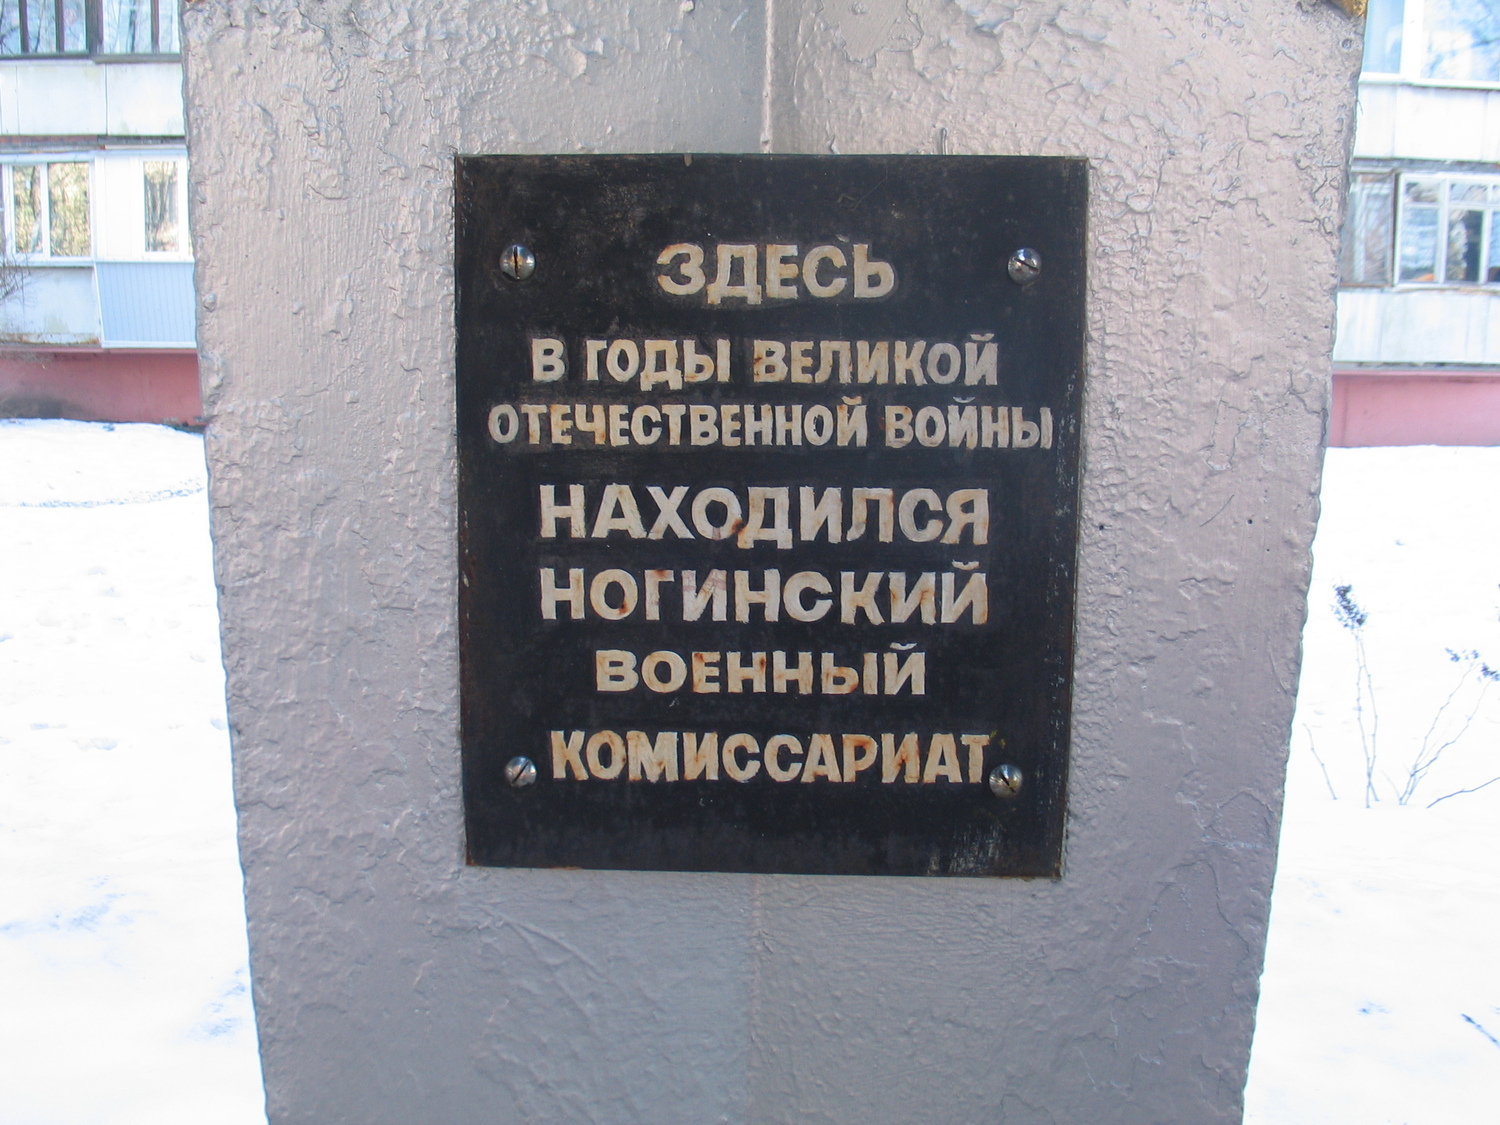 ЗДЕСЬ
В ГОДЫ ВЕЛИКОЙ
ОТЕЧЕСТВЕННОЙ ВОЙНЫ
НАХОДИЛСЯ
НОГИНСКИЙ
ВОЕННЫЙ
КОМИССАРИАТ